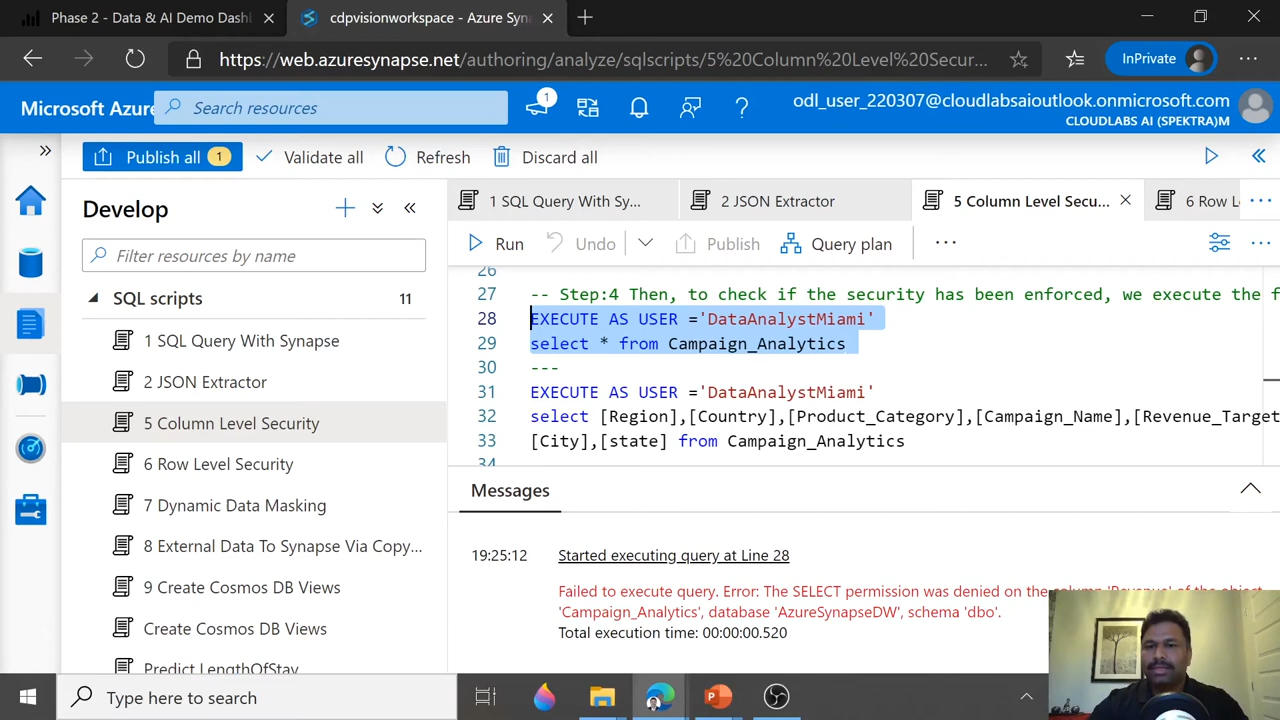 Phase 2 - Data & AI Demo Dashl
cdpvisionworkspace - Azure Syna
https://web.azuresynapse.net/authoring/analyze/sqlscripts/5%20Column%20Level%20Secur...
InPrivate
Microsoft Azure
Search resources
1
odl_user_220307@cloudlabsaioutlook.onmicrosoft.com
CLOUDLABS AI (SPEKTRA)M
Publish all 1
Validate all
Refresh
Discard all
Develop
Filter resources by name
SQL scripts 11
1 SQL Query With Synapse
2 JSON Extractor
5 Column Level Security
6 Row Level Security
7 Dynamic Data Masking
8 External Data To Synapse Via Copy...
9 Create Cosmos DB Views
Create Cosmos DB Views
Predict LengthOfStay
1 SQL Query With Sy...
2 JSON Extractor
5 Column Level Secu...
6 Row L
Run
Undo
Publish
Query plan
26
27 -- Step:4 Then, to check if the security has been enforced, we execute the f
28 EXECUTE AS USER ='DataAnalystMiami'
29 select * from Campaign_Analytics
30 ---
31 EXECUTE AS USER ='DataAnalystMiami'
32 select [Region],[Country],[Product_Category],[Campaign_Name],[Revenue_Target
33 [City],[state] from Campaign_Analytics
34
Messages
19:25:12 Started executing query at Line 28
Failed to execute query. Error: The SELECT permission was denied on the column 'Revenue' of the object
'Campaign_Analytics', database 'AzureSynapseDW', schema 'dbo'.
Total execution time: 00:00:00.520
Type here to search